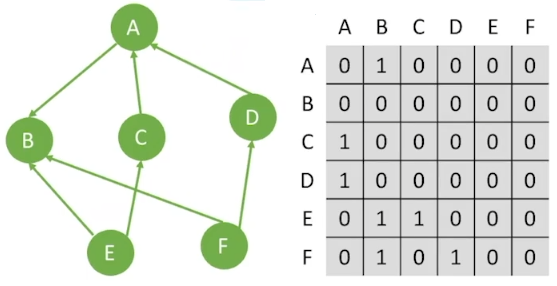 A
B
C
D
E
F
A B C D E F
A 0 1 0 0 0 0
B 0 0 0 0 0 0
C 1 0 0 0 0 0
D 1 0 0 0 0 0
E 0 1 1 0 0 0
F 0 1 0 1 0 0